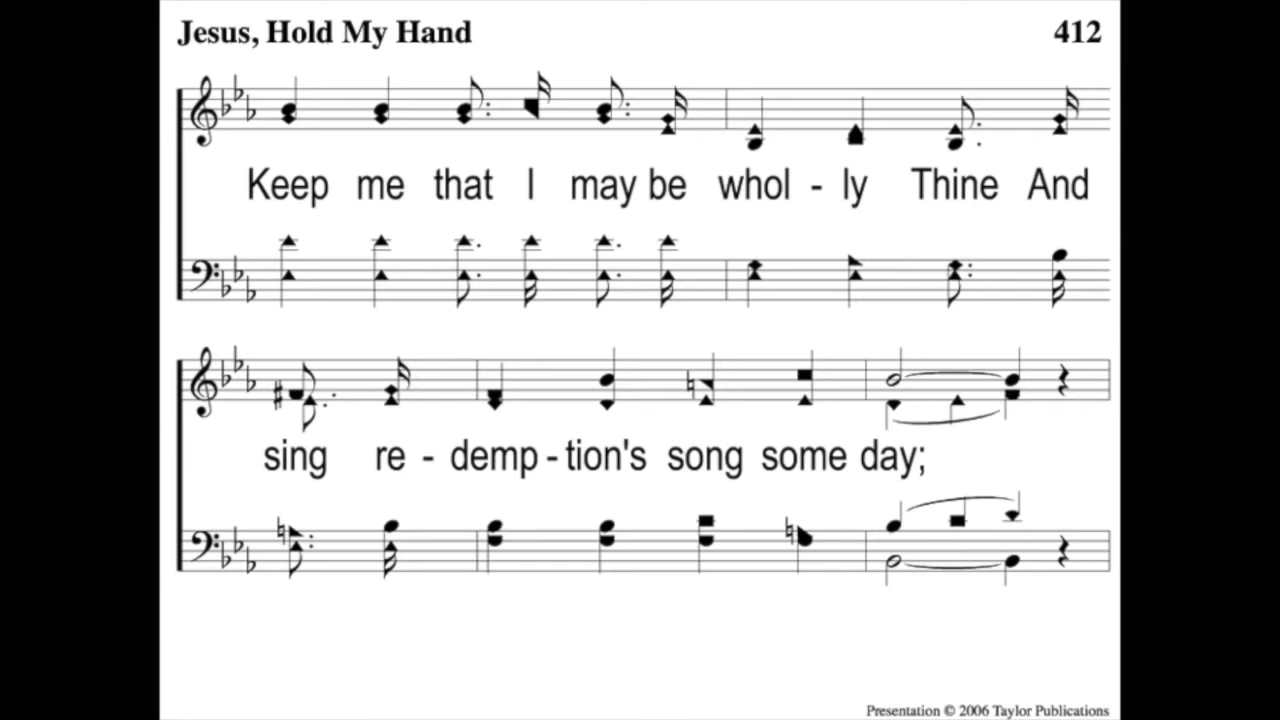 Jesus, Hold My Hand 412
Keep me that I may be whol - ly Thine And
sing re - demp - tion's song some day;
Presentation © 2006 Taylor Publications